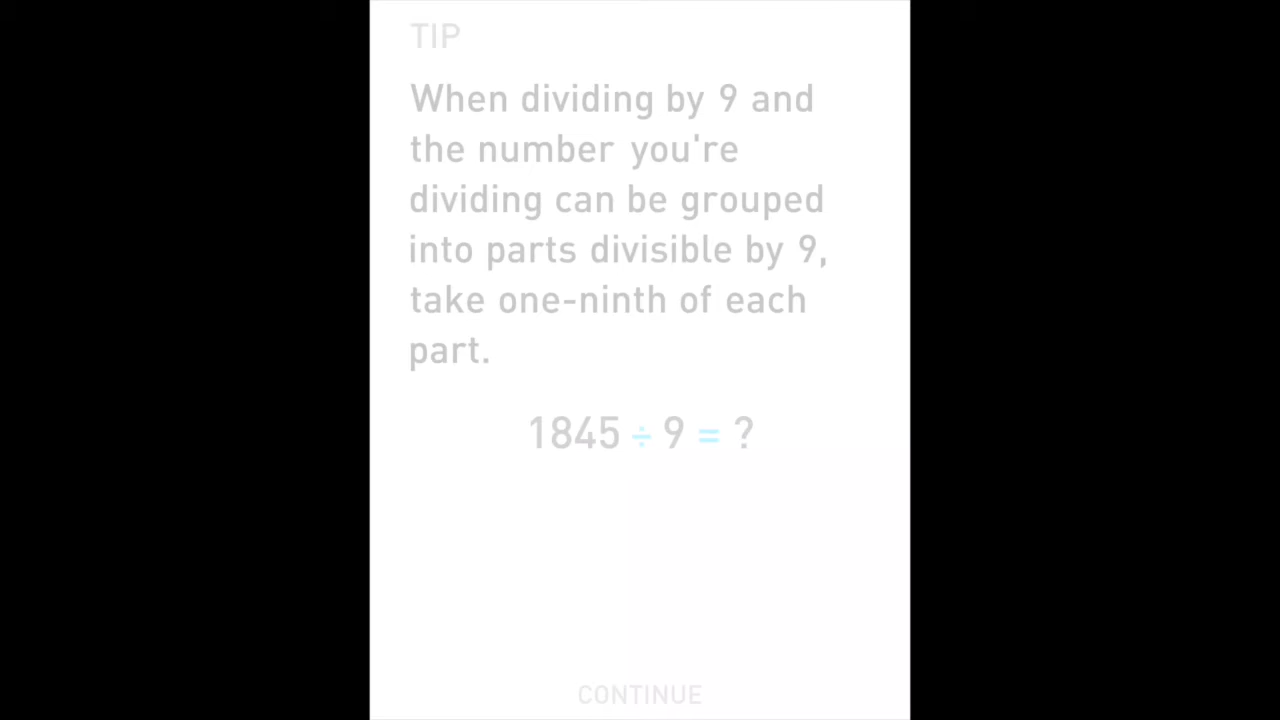 TIP
When dividing by 9 and
the number you're
dividing can be grouped
into parts divisible by 9,
take one-ninth of each
part.
1845 ÷ 9 = ?
CONTINUE